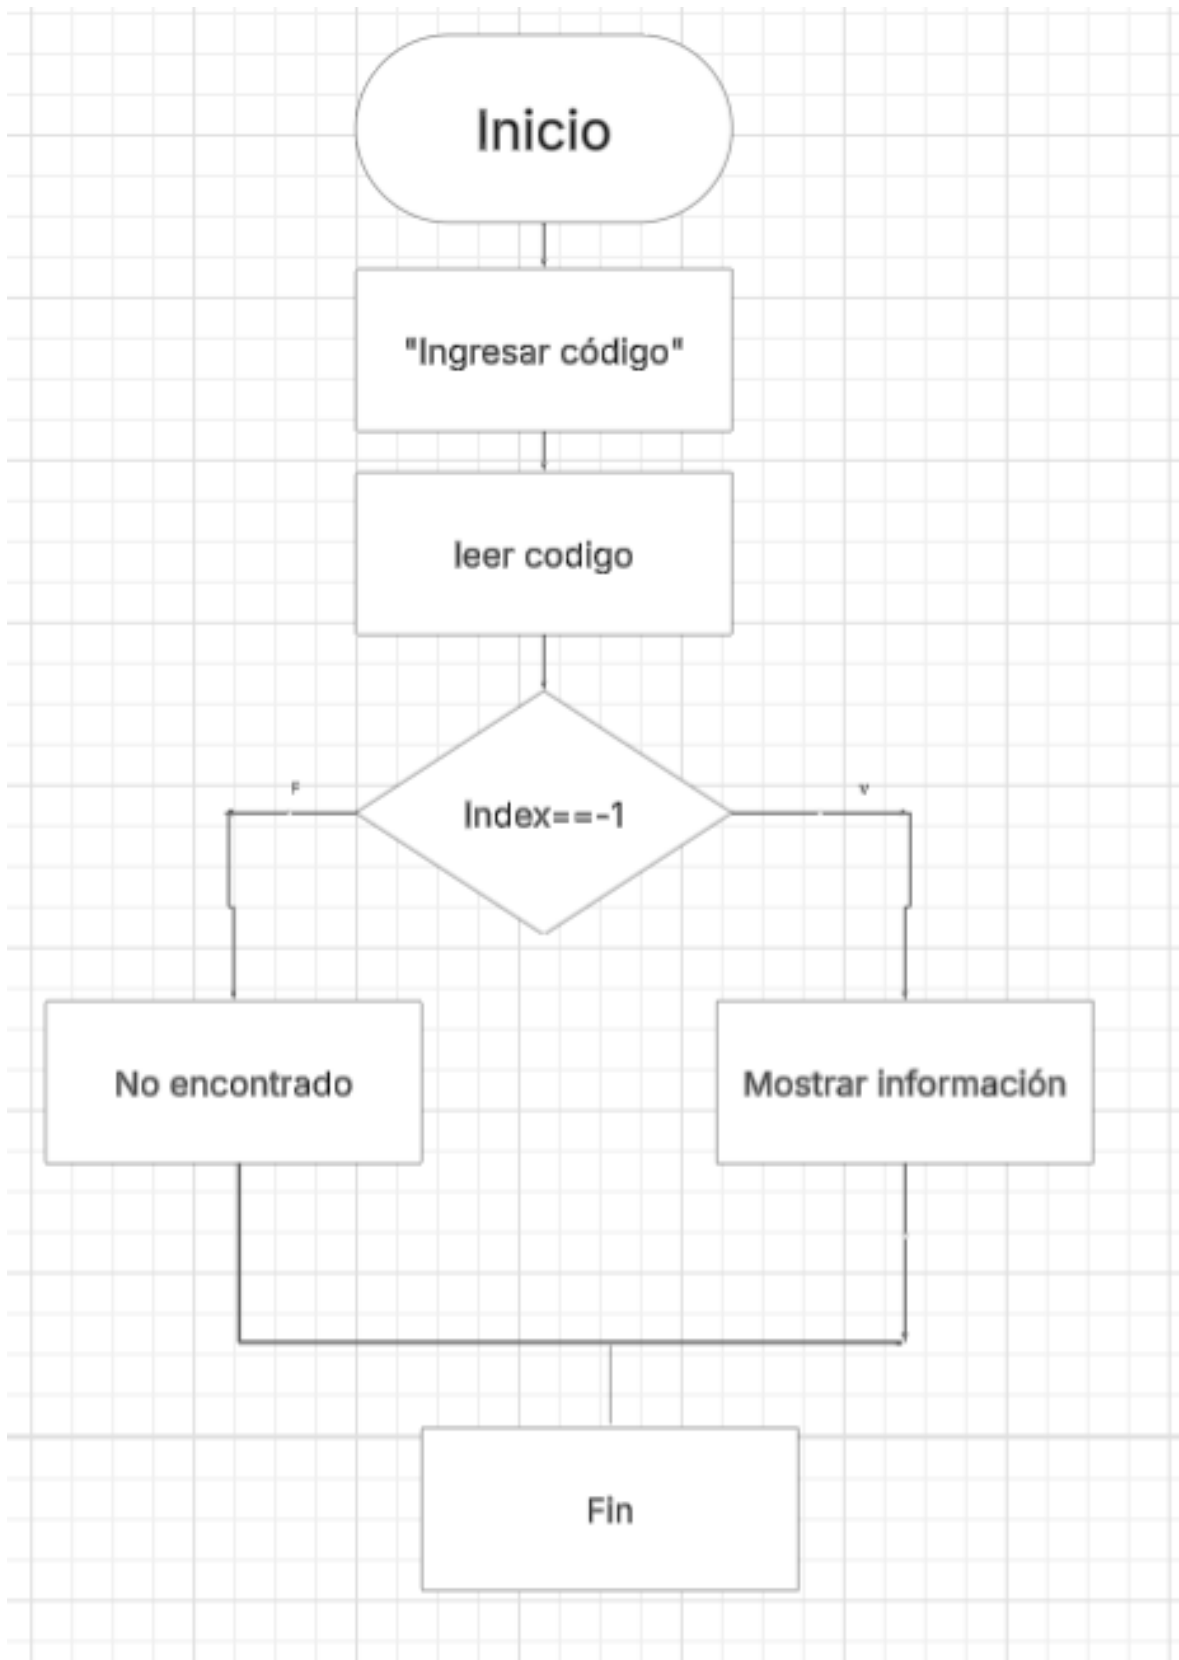 Inicio
"Ingresar código"
leer codigo
F
V
Index==-1
No encontrado
Mostrar información
Fin